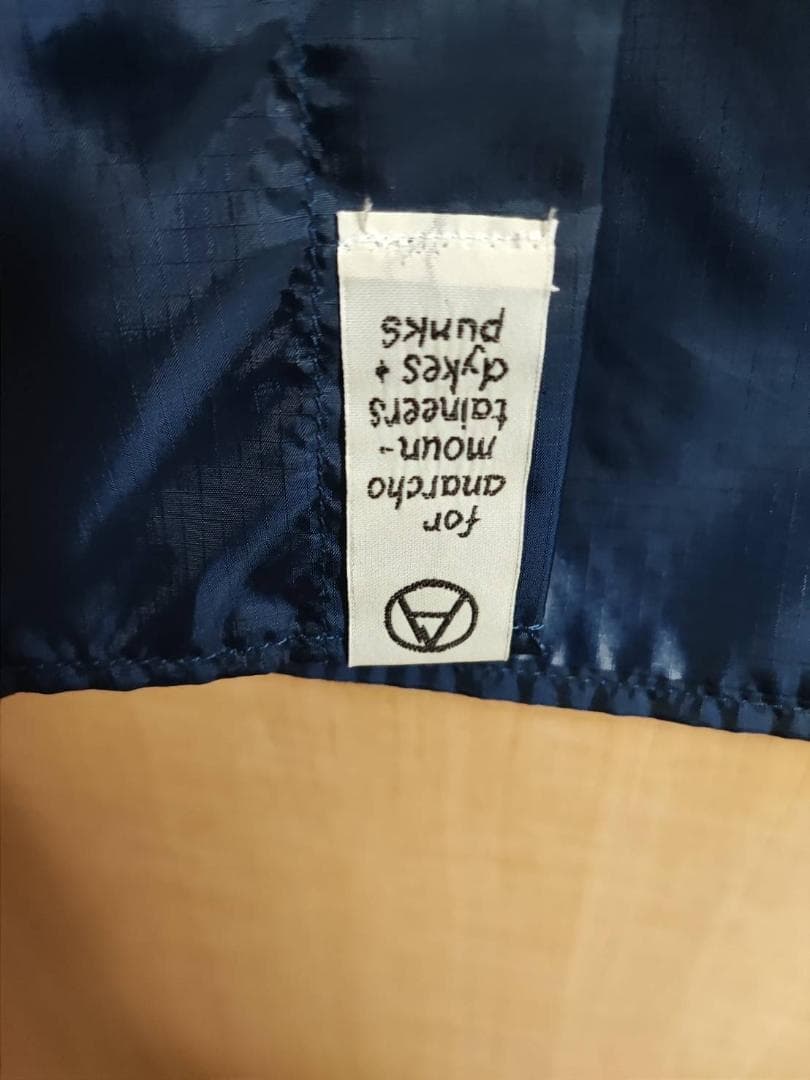 for
anarcho
moun-
taineers
dykes +
punks